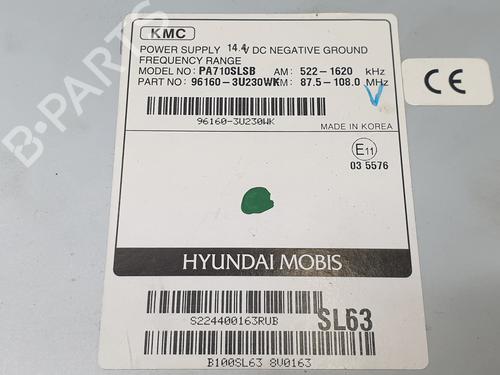 KMC
POWER SUPPLY 14.4V DC NEGATIVE GROUND
FREQUENCY RANGE
MODEL NO: PA710SLSB AM: 522-1620 kHz
PART NO: 96160-3U230WK M: 87.5-108.0 MHz
96160-3U230WK
MADE IN KOREA
E11
03 5576
CE
HYUNDAI MOBIS
S224400163RUB
SL63
B100SL63 8V0163
B-PARTS